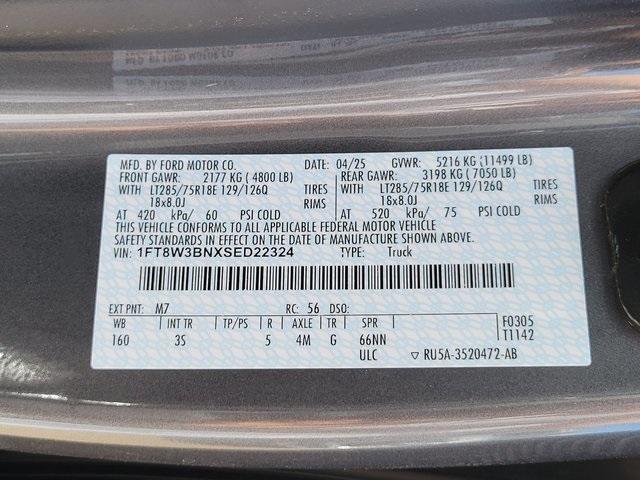 MFD. BY FORD MOTOR CO. DATE: 04/25 GVWR: 5216 KG (11499 LB)
FRONT GAWR: 2177 KG ( 4800 LB) REAR GAWR: 3198 KG ( 7050 LB)
WITH LT285/75R18E 129/126Q TIRES WITH LT285/75R18E 129/126Q TIRES
18x8.0J RIMS 18x8.0J RIMS
AT 420 kPa/ 60 PSI COLD AT 520 kPa/ 75 PSI COLD
THIS VEHICLE CONFORMS TO ALL APPLICABLE FEDERAL MOTOR VEHICLE
SAFETY STANDARDS IN EFFECT ON THE DATE OF MANUFACTURE SHOWN ABOVE.
VIN: 1FT8W3BNXSED22324 TYPE: Truck
EXT PNT: M7 RC: 56 DSO:
WB INT TR TP/PS R AXLE TR SPR F0305
160 3S 5 4M G 66NN T1142
ULC ▽ RU5A-3520472-AB